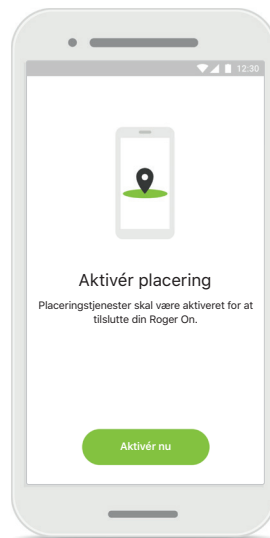 12:30
Aktivér placering
Placeringstjenester skal være aktiveret for at
tilslutte din Roger On.
Aktivér nu